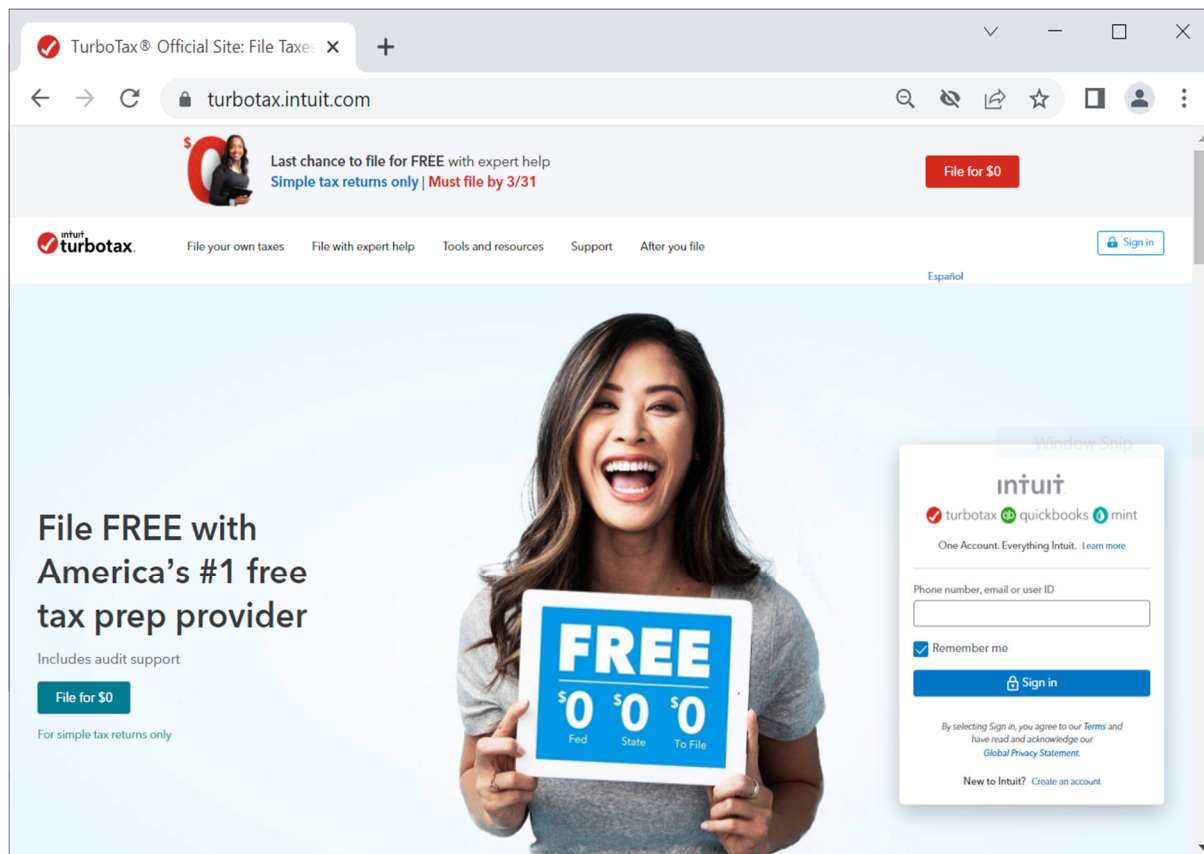 TurboTax® Official Site: File Taxes
turbotax.intuit.com
$0
Last chance to file for FREE with expert help
Simple tax returns only | Must file by 3/31
File for $0
intuit
turbotax.
File your own taxes
File with expert help
Tools and resources
Support
After you file
Sign in
Español
Window Snip
File FREE with
America's #1 free
tax prep provider
Includes audit support
File for $0
For simple tax returns only
FREE
$0 $0 $0
Fed State To File
intuit
turbotax qb quickbooks mint
One Account. Everything Intuit. Learn more
Phone number, email or user ID
Remember me
Sign in
By selecting Sign in, you agree to our Terms and
have read and acknowledge our
Global Privacy Statement.
New to Intuit? Create an account